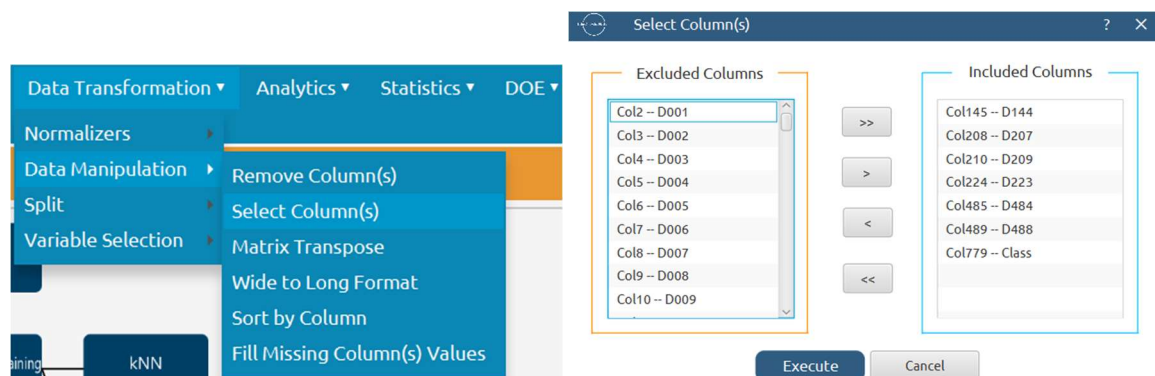 Data Transformation ▾ Analytics ▾ Statistics ▾ DOE ▾
Normalizers
Data Manipulation
Split
Variable Selection
Remove Column(s)
Select Column(s)
Matrix Transpose
Wide to Long Format
Sort by Column
Fill Missing Column(s) Values
aining
kNN
Select Column(s) ? ×
Excluded Columns
Col2 -- D001
Col3 -- D002
Col4 -- D003
Col5 -- D004
Col6 -- D005
Col7 -- D006
Col8 -- D007
Col9 -- D008
Col10 -- D009
>>
>
<
<<
Included Columns
Col145 -- D144
Col208 -- D207
Col210 -- D209
Col224 -- D223
Col485 -- D484
Col489 -- D488
Col779 -- Class
Execute Cancel